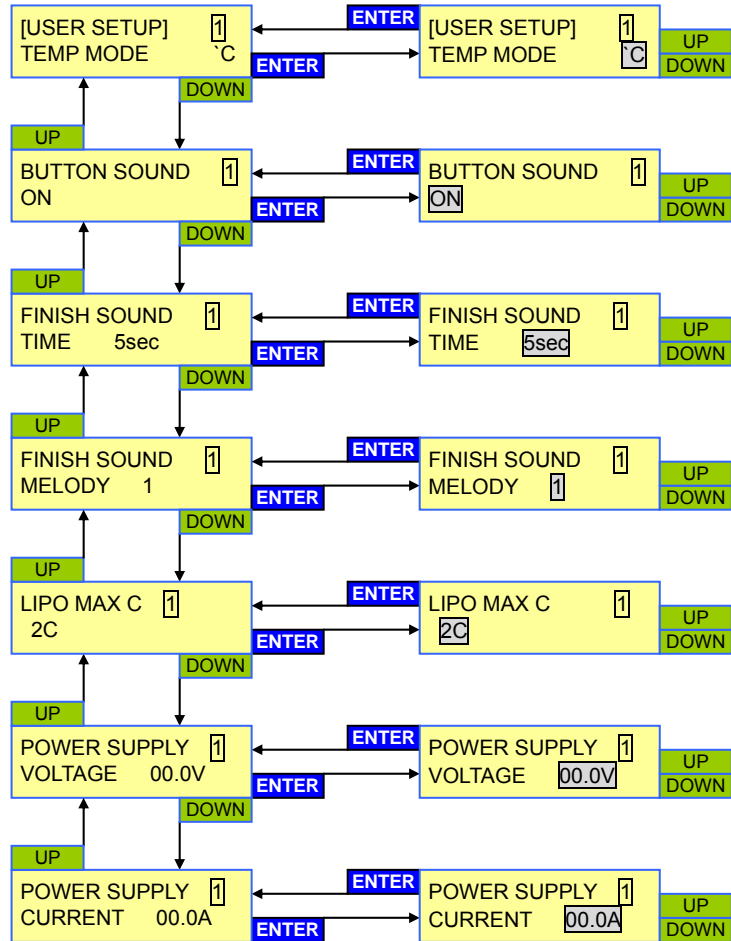 [USER SETUP] 1 ENTER [USER SETUP] 1
TEMP MODE `C ENTER TEMP MODE `C UP
DOWN DOWN
UP
BUTTON SOUND 1 ENTER BUTTON SOUND 1
ON ENTER ON UP
DOWN DOWN
UP
FINISH SOUND 1 ENTER FINISH SOUND 1
TIME 5sec ENTER TIME 5sec UP
DOWN DOWN
UP
FINISH SOUND 1 ENTER FINISH SOUND 1
MELODY 1 ENTER MELODY 1 UP
DOWN DOWN
UP
LIPO MAX C 1 ENTER LIPO MAX C 1
2C ENTER 2C UP
DOWN DOWN
UP
POWER SUPPLY 1 ENTER POWER SUPPLY 1
VOLTAGE 00.0V ENTER VOLTAGE 00.0V UP
DOWN DOWN
UP
POWER SUPPLY 1 ENTER POWER SUPPLY 1
CURRENT 00.0A ENTER CURRENT 00.0A UP
DOWN